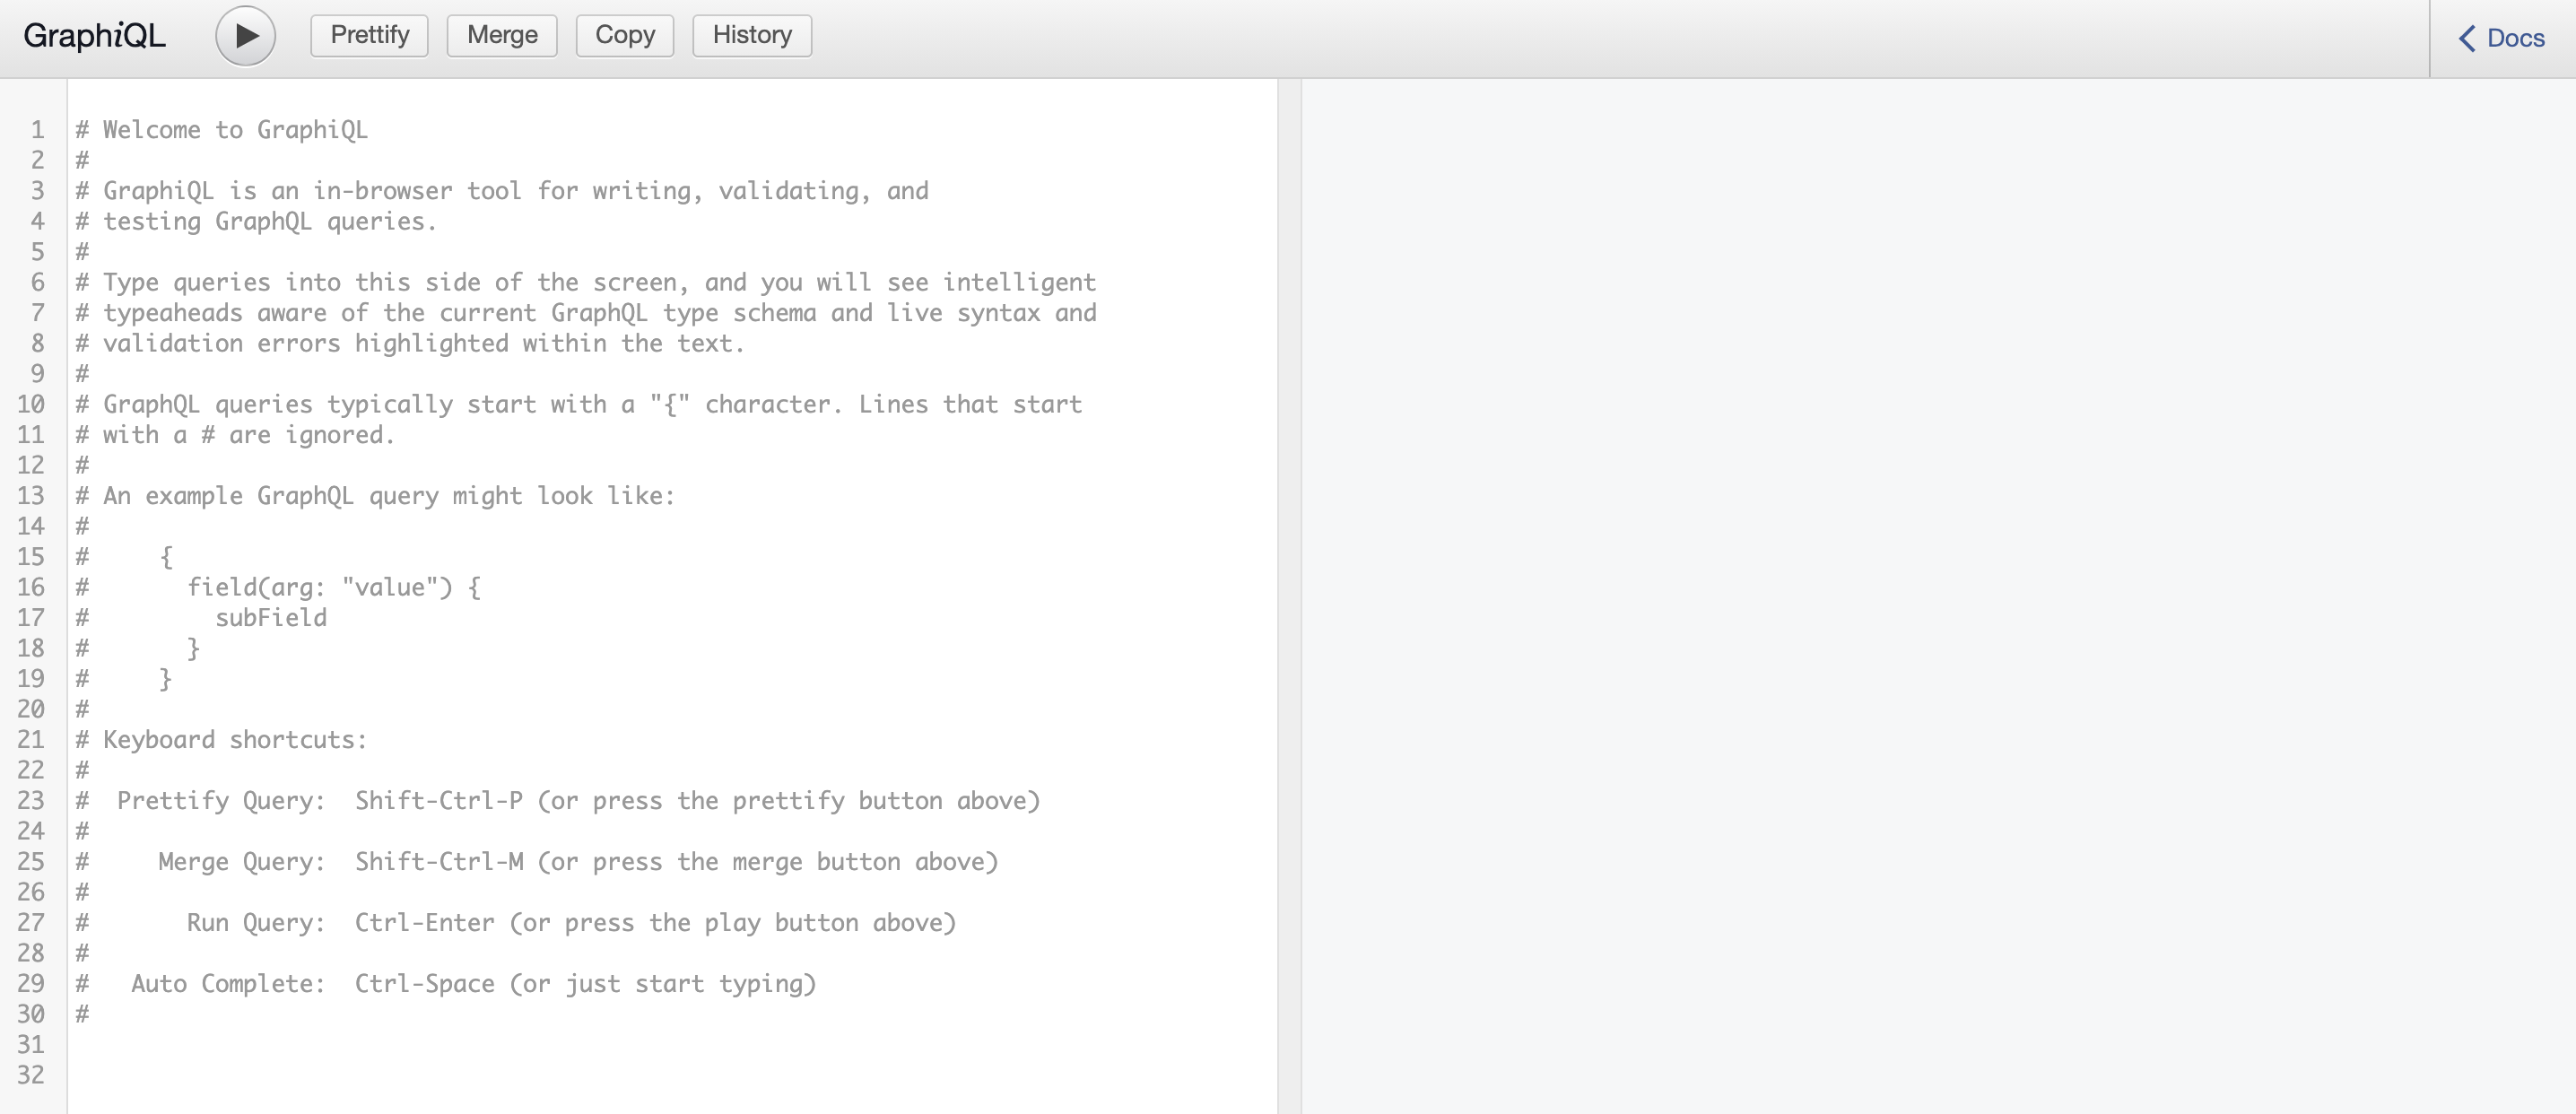 GraphiQL Prettify Merge Copy History Docs
1 # Welcome to GraphiQL
2 #
3 # GraphiQL is an in-browser tool for writing, validating, and
4 # testing GraphQL queries.
5 #
6 # Type queries into this side of the screen, and you will see intelligent
7 # typeaheads aware of the current GraphQL type schema and live syntax and
8 # validation errors highlighted within the text.
9 #
10 # GraphQL queries typically start with a "{" character. Lines that start
11 # with a # are ignored.
12 #
13 # An example GraphQL query might look like:
14 #
15 #     {
16 #       field(arg: "value") {
17 #         subField
18 #       }
19 #     }
20 #
21 # Keyboard shortcuts:
22 #
23 #  Prettify Query:  Shift-Ctrl-P (or press the prettify button above)
24 #
25 #     Merge Query:  Shift-Ctrl-M (or press the merge button above)
26 #
27 #       Run Query:  Ctrl-Enter (or press the play button above)
28 #
29 #   Auto Complete:  Ctrl-Space (or just start typing)
30 #
31
32